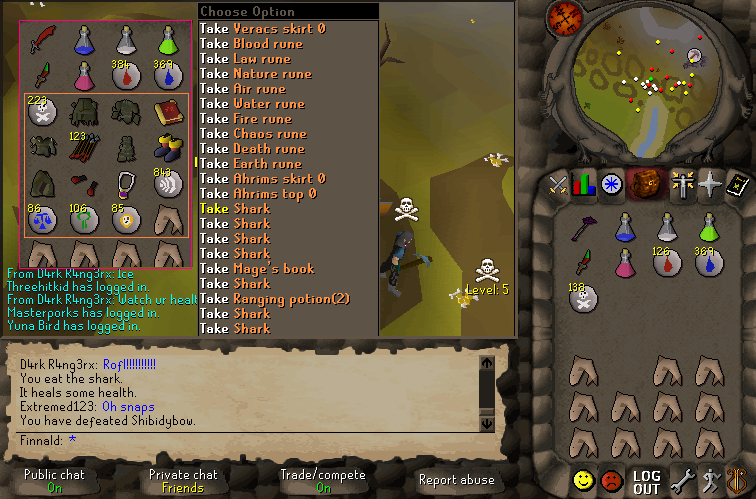 Choose Option
Take Veracs skirt 0
Take Blood rune
Take Law rune
Take Nature rune
Take Air rune
Take Water rune
Take Fire rune
Take Chaos rune
Take Death rune
Take Earth rune
Take Ahrims skirt 0
Take Ahrims top 0
Take Shark
Take Shark
Take Shark
Take Shark
Take Mage's book
Take Shark
Take Ranging potion(2)
Take Shark
Take Shark
384 369
223
123
843
86 106 85
From D4rk R4ng3rx: Ice
Threehitkid has logged in.
From D4rk R4ng3rx: Watch ur healt
Masterporks has logged in.
Yuna Bird has logged in.
Level: 5
126 369
138
D4rk R4ng3rx: Rofl!!!!!!!!!!
You eat the shark.
It heals some health.
Extremed123: Oh snaps
You have defeated Shibidybow.
Finnald: *
Public chat
On
Private chat
Friends
Trade/compete
On
Report abuse
LOG
OUT